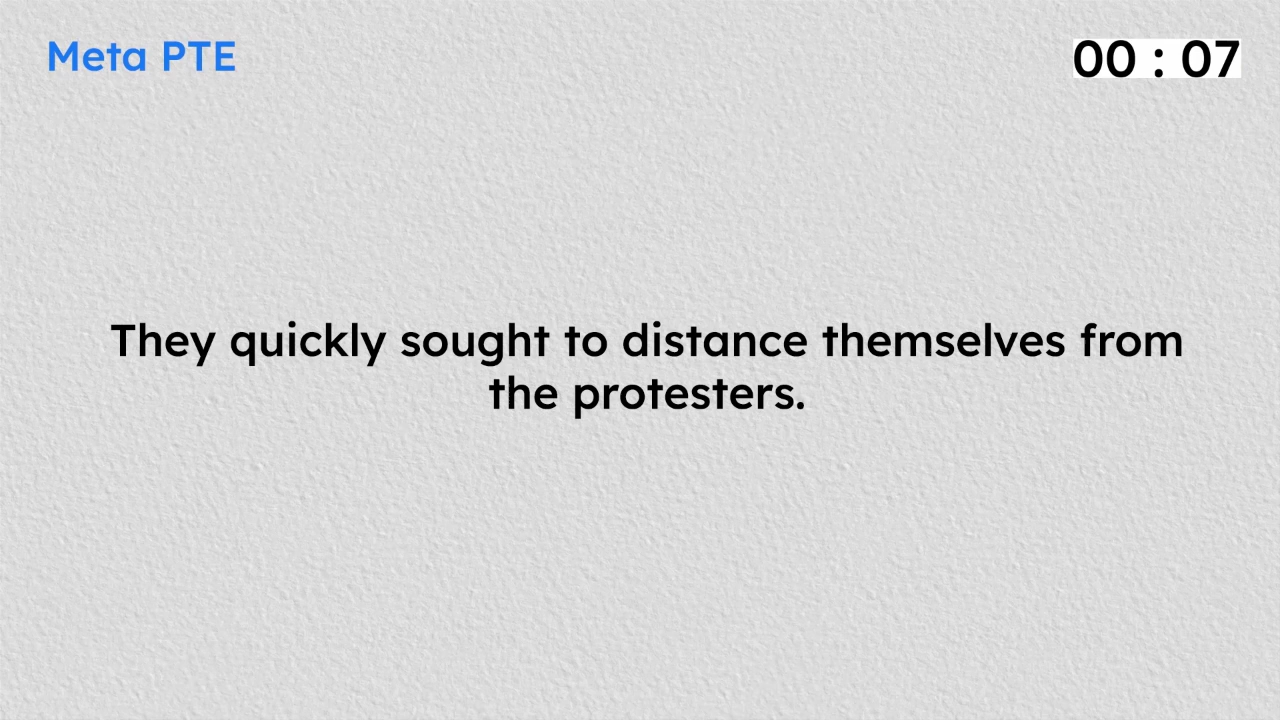 Meta PTE
00 : 07
They quickly sought to distance themselves from
the protesters.